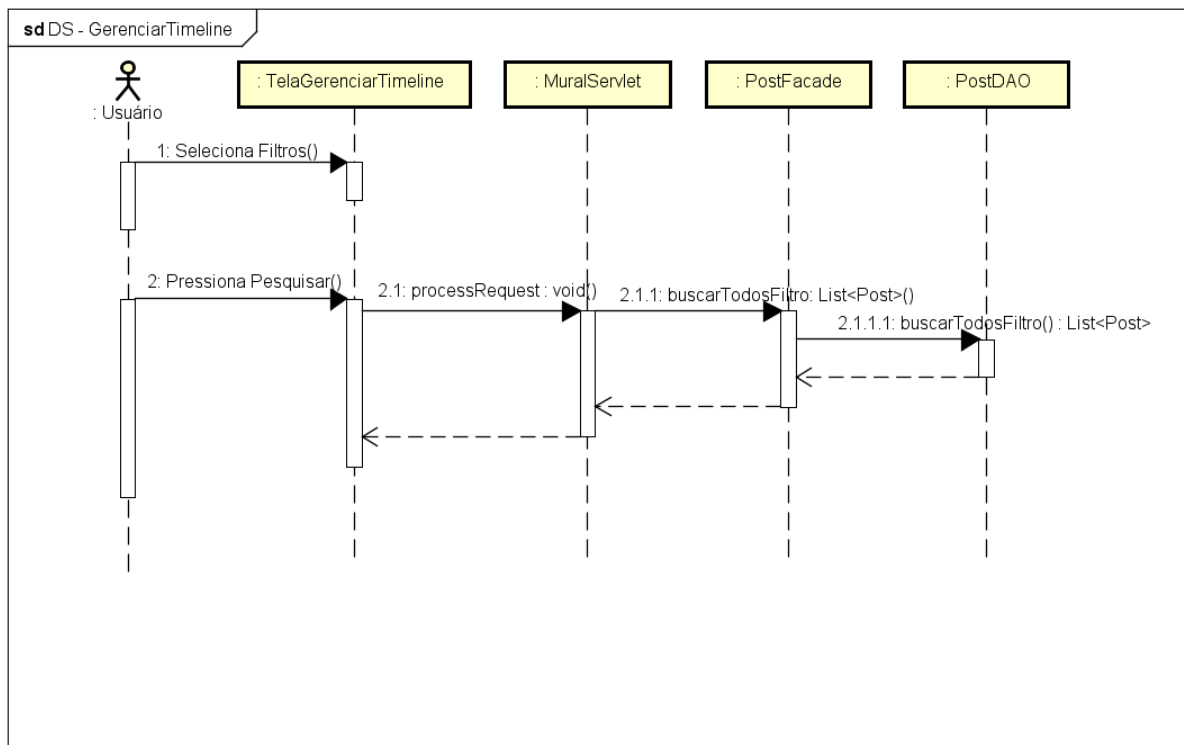 sd DS - GerenciarTimeline
: Usuário
: TelaGerenciarTimeline
: MuralServlet
: PostFacade
: PostDAO
1: Seleciona Filtros()
2: Pressiona Pesquisar()
2.1: processRequest : void()
2.1.1: buscarTodosFiltro: List<Post>()
2.1.1.1: buscarTodosFiltro() : List<Post>